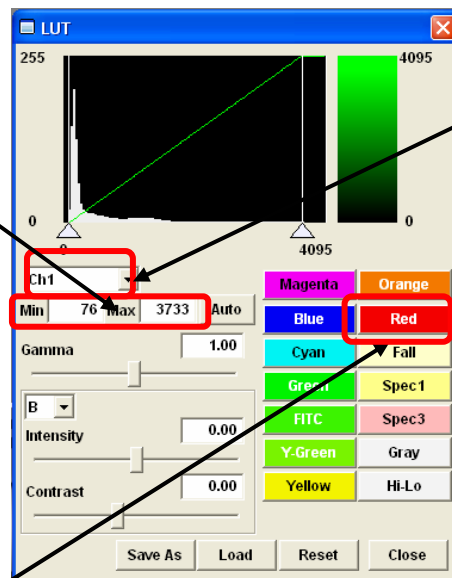 LUT
255
4095
0
0
0
4095
Ch1
Min 76 Max 3733 Auto
Gamma 1.00
B
Intensity 0.00
Contrast 0.00
Magenta Orange
Blue Red
Cyan Fall
Green Spec1
FITC Spec3
Y-Green Gray
Yellow Hi-Lo
Save As Load Reset Close